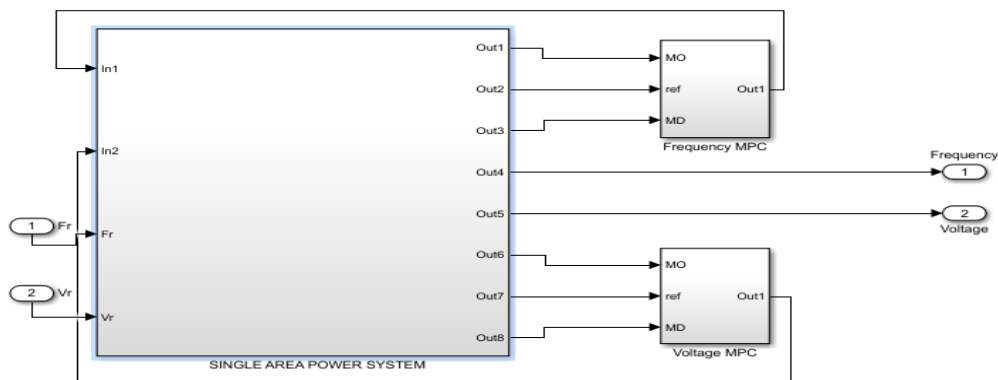 In1
In2
Fr
Vr
Out1
Out2
Out3
Out4
Out5
Out6
Out7
Out8
SINGLE AREA POWER SYSTEM
1
Fr
2
Vr
MO
ref
MD
Out1
Frequency MPC
Frequency
1
2
Voltage
MO
ref
MD
Out1
Voltage MPC